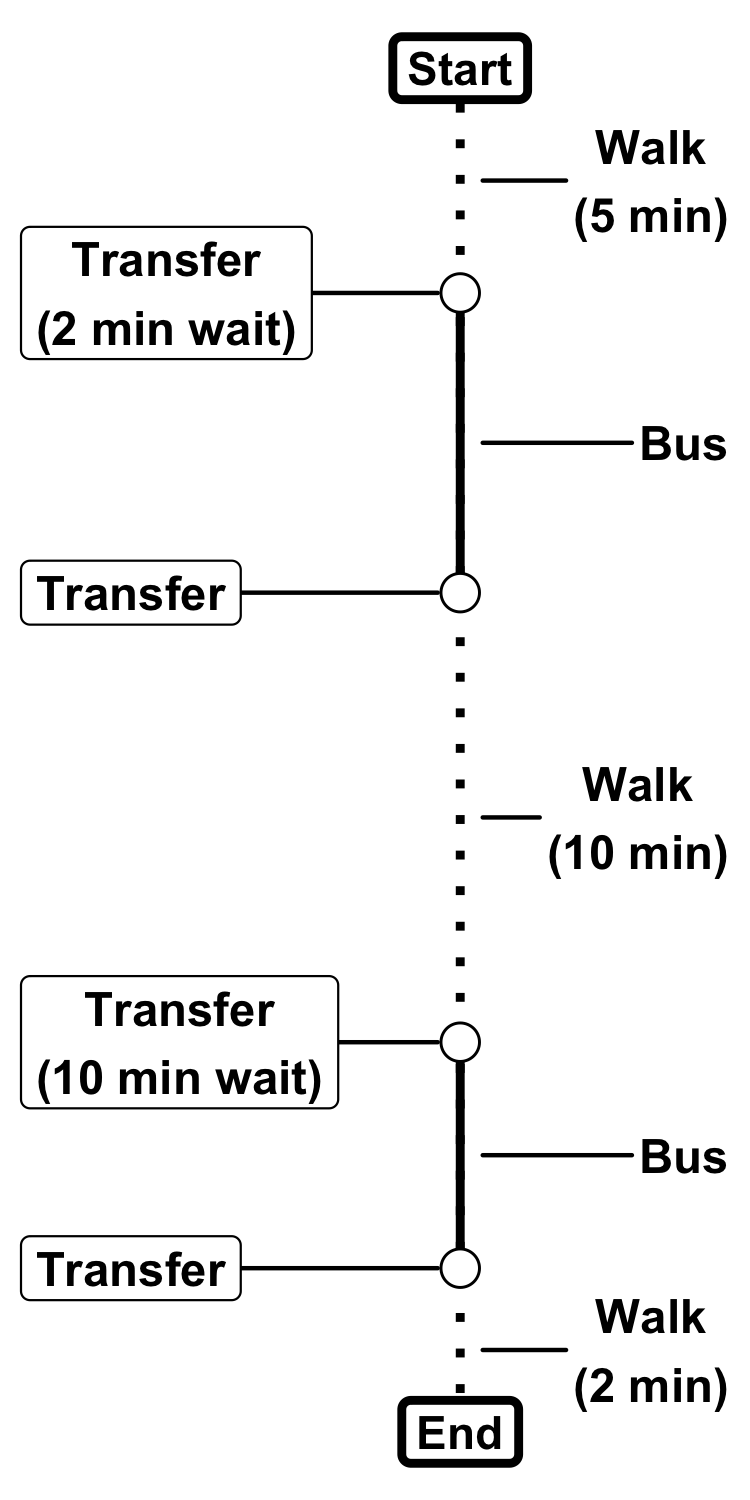 Start
Walk
(5 min)
Transfer
(2 min wait)
Bus
Transfer
Walk
(10 min)
Transfer
(10 min wait)
Bus
Transfer
Walk
(2 min)
End